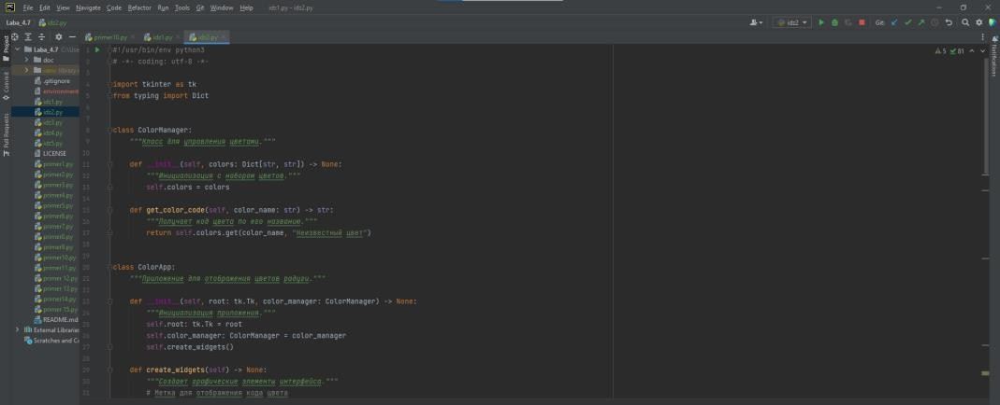 File Edit View Navigate Code Refactor Run Tools Git Window Help idz1.py - idz2.py
Laba_4.7 idz2.py idz2 Git:
primer10.py idz1.py idz2.py
Project
Commit
Pull Requests
Notifications
Laba_4.7 C:\Use
doc
venv library
.gitignore
environment
idz1.py
idz2.py
idz3.py
idz4.py
idz5.py
LICENSE
primer1.py
primer2.py
primer3.py
primer4.py
primer5.py
primer6.py
primer7.py
primer8.py
primer9.py
primer10.py
primer11.py
primer 12.py
primer 13.py
primer14.py
primer 15.py
README.md
External Libraries
Scratches and Co
5 81
1 #!/usr/bin/env python3
2 # -*- coding: utf-8 -*-
3
4 import tkinter as tk
5 from typing import Dict
6
7
8 class ColorManager:
9 """Класс для управления цветами."""
10
11 def __init__(self, colors: Dict[str, str]) -> None:
12 """Инициализация с набором цветов."""
13 self.colors = colors
14
15 def get_color_code(self, color_name: str) -> str:
16 """Получает код цвета по его названию."""
17 return self.colors.get(color_name, "Неизвестный цвет")
18
19
20 class ColorApp:
21 """Приложение для отображения цветов радуги."""
22
23 def __init__(self, root: tk.Tk, color_manager: ColorManager) -> None:
24 """Инициализация приложения."""
25 self.root: tk.Tk = root
26 self.color_manager: ColorManager = color_manager
27 self.create_widgets()
28
29 def create_widgets(self) -> None:
30 """Создает графические элементы интерфейса."""
31 # Метка для отображения кода цвета